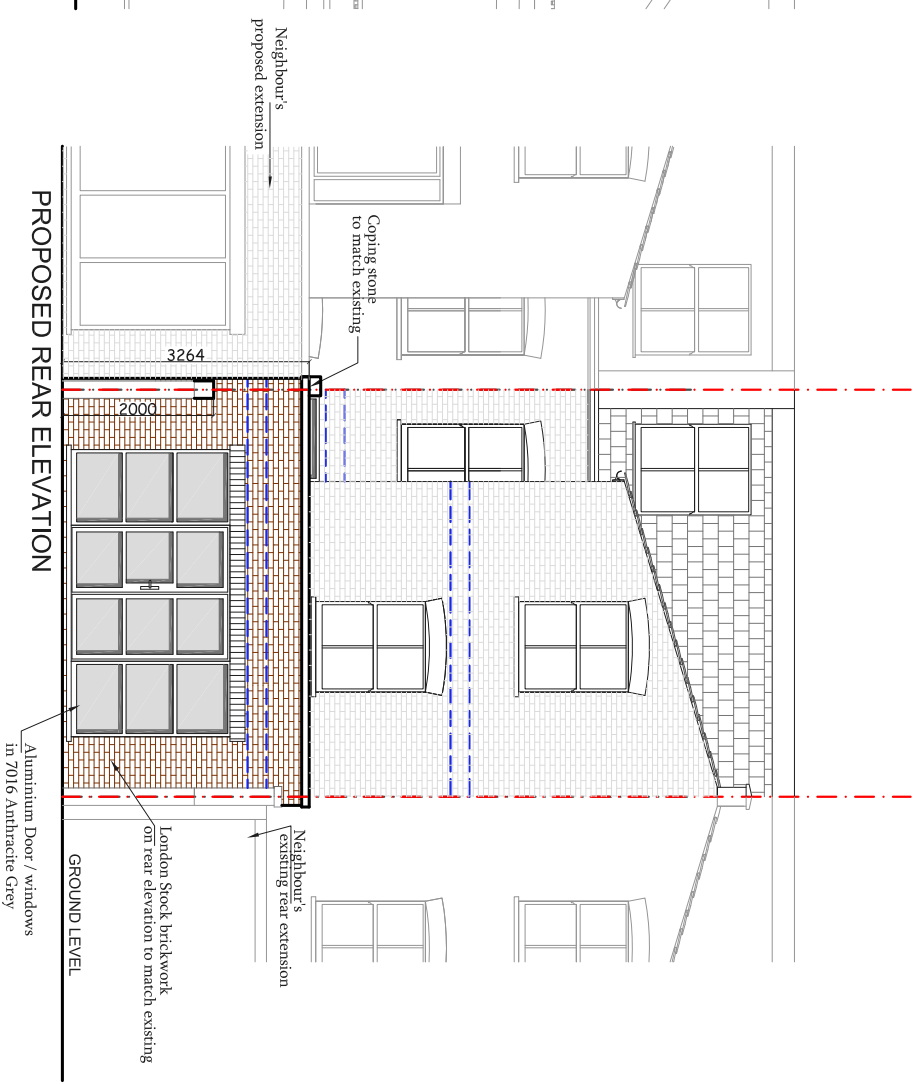 Neighbour's
proposed extension
Coping stone
to match existing
3264
2000
Neighbour's
existing rear extension
London Stock brickwork
on rear elevation to match existing
Aluminium Door / windows
in 7016 Anthracite Grey
GROUND LEVEL
PROPOSED REAR ELEVATION